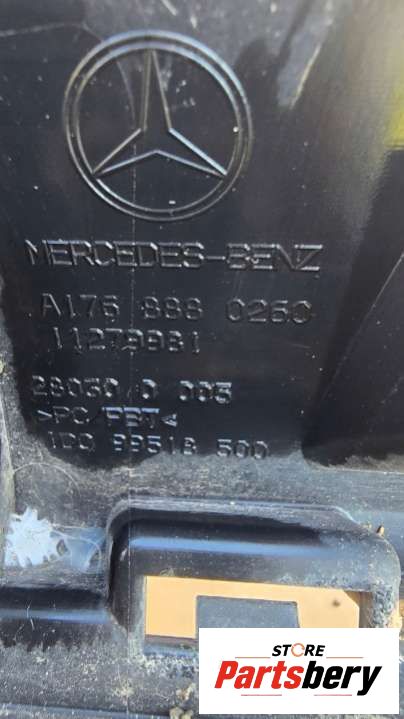 MERCEDES-BENZ
A176 888 0260
11279981
28030/0 003
>PC/PBT<
1DC 99518 500
STORE
Partsbery